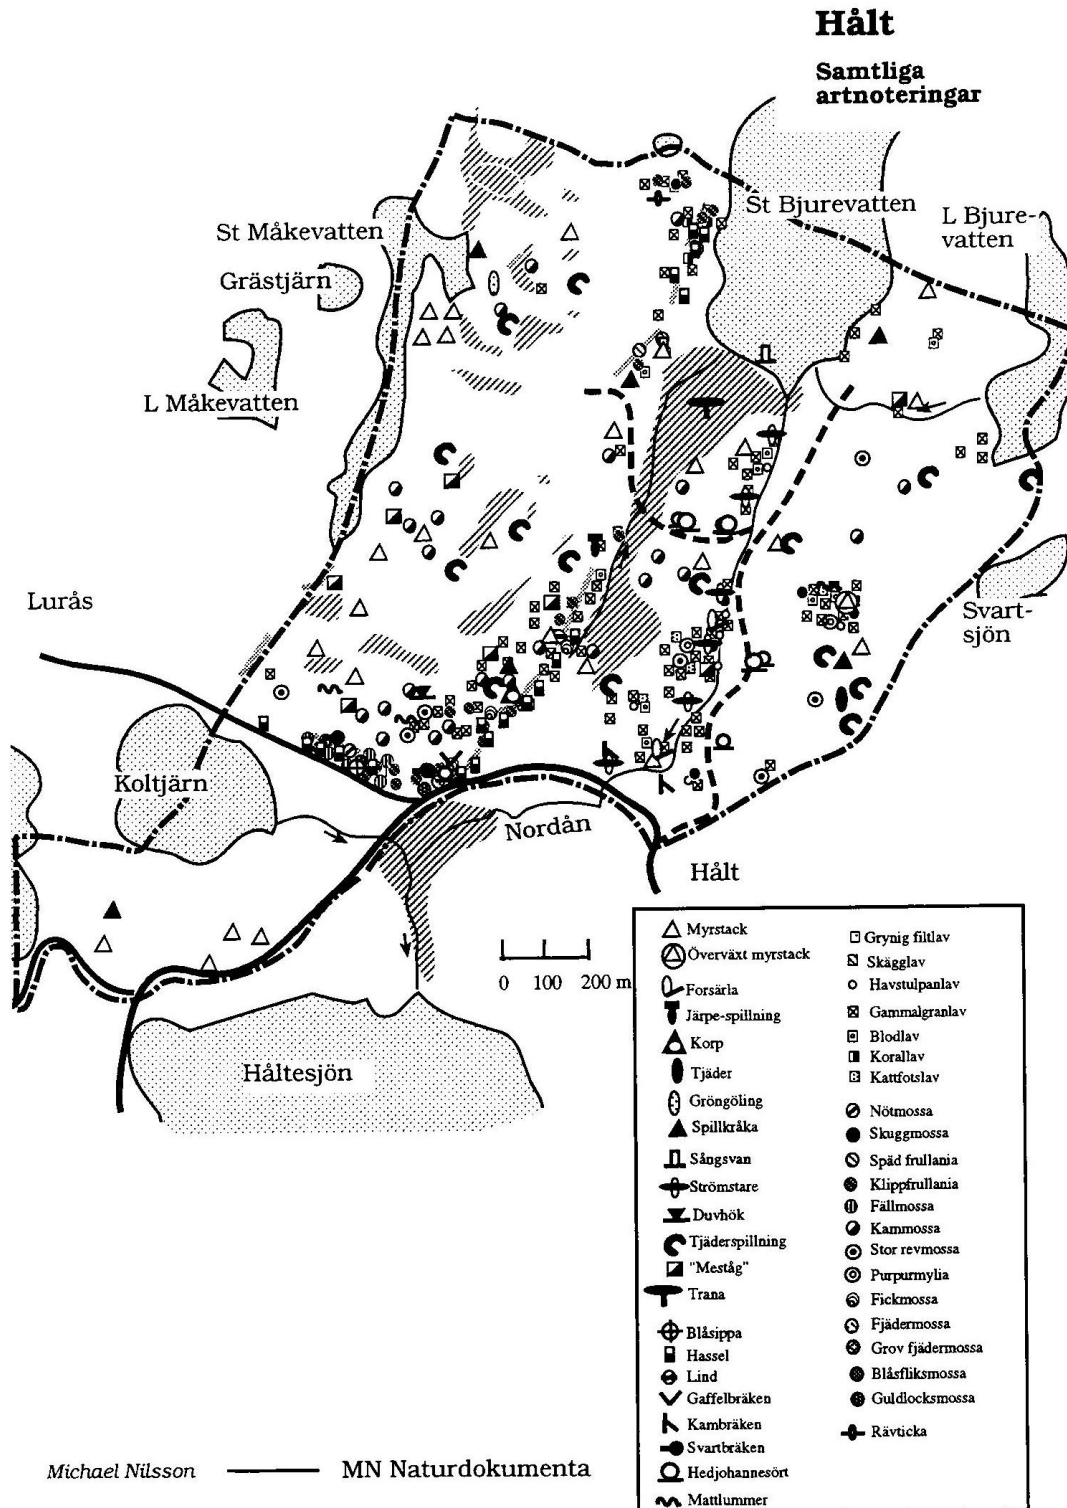 Hålt
Samtliga
artnoteringar
St Måkevatten
Grästjärn
L Måkevatten
St Bjurevatten
L Bjure-
vatten
Lurås
Svart-
sjön
Koltjärn
Nordån
Hålt
0 100 200 m
Håltesjön
Myrstack
Överväxt myrstack
Forsärla
Järpe-spillning
Korp
Tjäder
Gröngöling
Spillkråka
Sångsvan
Strömstare
Duvhök
Tjäderspillning
"Meståg"
Trana
Blåsippa
Hassel
Lind
Gaffelbräken
Kambräken
Svartbräken
Hedjohannesört
Mattlummer
Grynig filtlav
Skägglav
Havstulpanlav
Gammalgranlav
Blodlav
Korallav
Kattfotslav
Nötmossa
Skuggmossa
Späd frullania
Klippfrullania
Fällmossa
Kammossa
Stor revmossa
Purpurmylia
Fickmossa
Fjädermossa
Grov fjädermossa
Blåsfliksmossa
Guldlocksmossa
Rävticka
Michael Nilsson MN Naturdokumenta